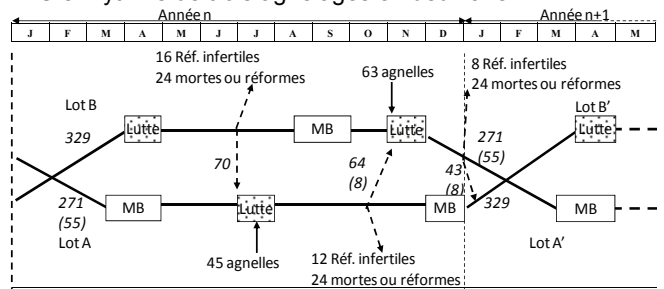 Année n Année n+1
J F M A M J J A S O N D J F M A M
16 Réf. infertiles
24 mortes ou réformes
63 agnelles
8 Réf. infertiles
24 mortes ou réformes
Lot B
Lot B’
329
Lutte
MB
Lutte
271
(55)
Lutte
70
64
(8)
43
(8)
271
(55)
MB
Lutte
MB
329
MB
Lot A
Lot A’
45 agnelles
12 Réf. infertiles
24 mortes ou réformes